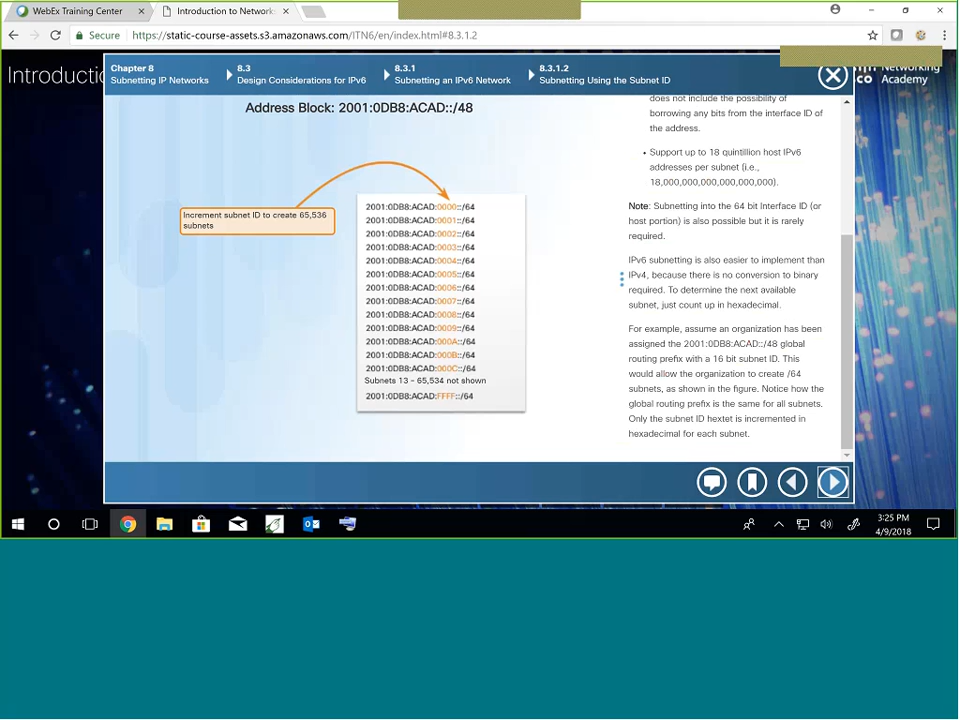 WebEx Training Center
Introduction to Network
Secure
https://static-course-assets.s3.amazonaws.com/ITN6/en/index.html#8.3.1.2
Introductio
Networking
CO Academy
Chapter 8
Subnetting IP Networks
8.3
Design Considerations for IPv6
8.3.1
Subnetting an IPv6 Network
8.3.1.2
Subnetting Using the Subnet ID
Address Block: 2001:0DB8:ACAD::/48
Increment subnet ID to create 65,536
subnets
2001:0DB8:ACAD:0000::/64
2001:0DB8:ACAD:0001::/64
2001:0DB8:ACAD:0002::/64
2001:0DB8:ACAD:0003::/64
2001:0DB8:ACAD:0004::/64
2001:0DB8:ACAD:0005::/64
2001:0DB8:ACAD:0006::/64
2001:0DB8:ACAD:0007::/64
2001:0DB8:ACAD:0008::/64
2001:0DB8:ACAD:0009::/64
2001:0DB8:ACAD:000A::/64
2001:0DB8:ACAD:000B::/64
2001:0DB8:ACAD:000C::/64
Subnets 13 – 65,534 not shown
2001:0DB8:ACAD:FFFF::/64
does not include the possibility of
borrowing any bits from the interface ID of
the address.
• Support up to 18 quintillion host IPv6
addresses per subnet (i.e.,
18,000,000,000,000,000,000).
Note: Subnetting into the 64 bit Interface ID (or
host portion) is also possible but it is rarely
required.
IPv6 subnetting is also easier to implement than
IPv4, because there is no conversion to binary
required. To determine the next available
subnet, just count up in hexadecimal.
For example, assume an organization has been
assigned the 2001:0DB8:ACAD::/48 global
routing prefix with a 16 bit subnet ID. This
would allow the organization to create /64
subnets, as shown in the figure. Notice how the
global routing prefix is the same for all subnets.
Only the subnet ID hextet is incremented in
hexadecimal for each subnet.
3:25 PM
4/9/2018